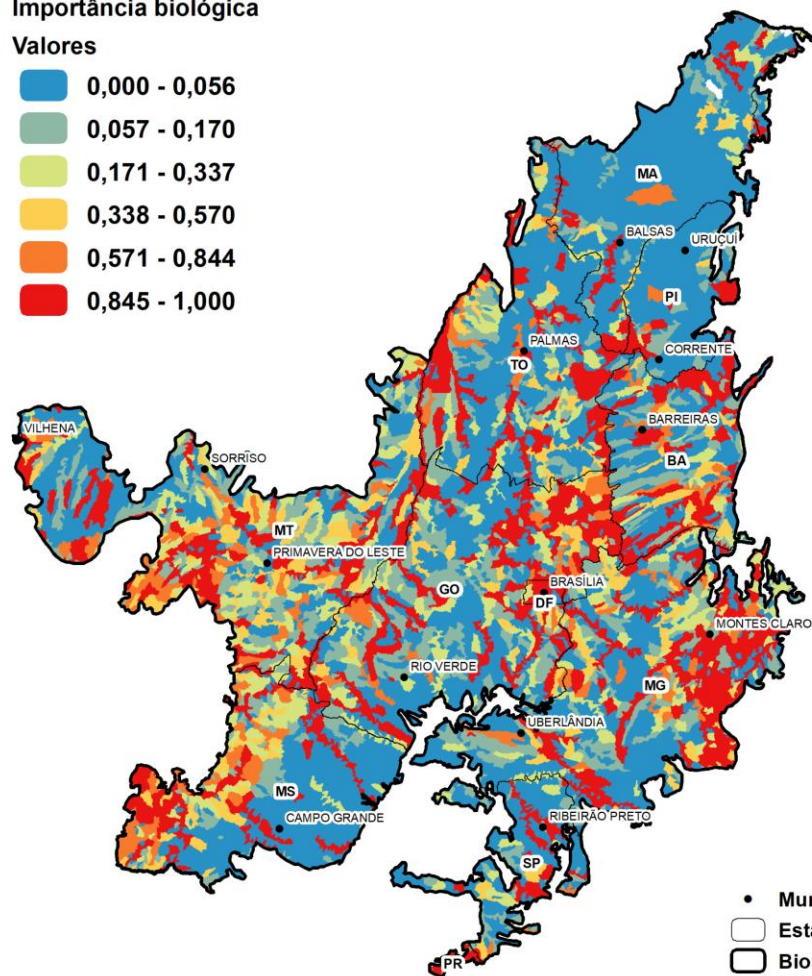 Importância biológica
Valores
0,000 - 0,056
0,057 - 0,170
0,171 - 0,337
0,338 - 0,570
0,571 - 0,844
0,845 - 1,000
MA
BALSAS
URUÇUÍ
PI
PALMAS
TO
CORRENTE
BARREIRAS
BA
VILHENA
SORRISO
MT
PRIMAVERA DO LESTE
GO
BRASÍLIA
DF
MONTES CLARO
RIO VERDE
MG
UBERLÂNDIA
MS
CAMPO GRANDE
RIBEIRÃO PRETO
SP
PR
Mun
Esta
Bio